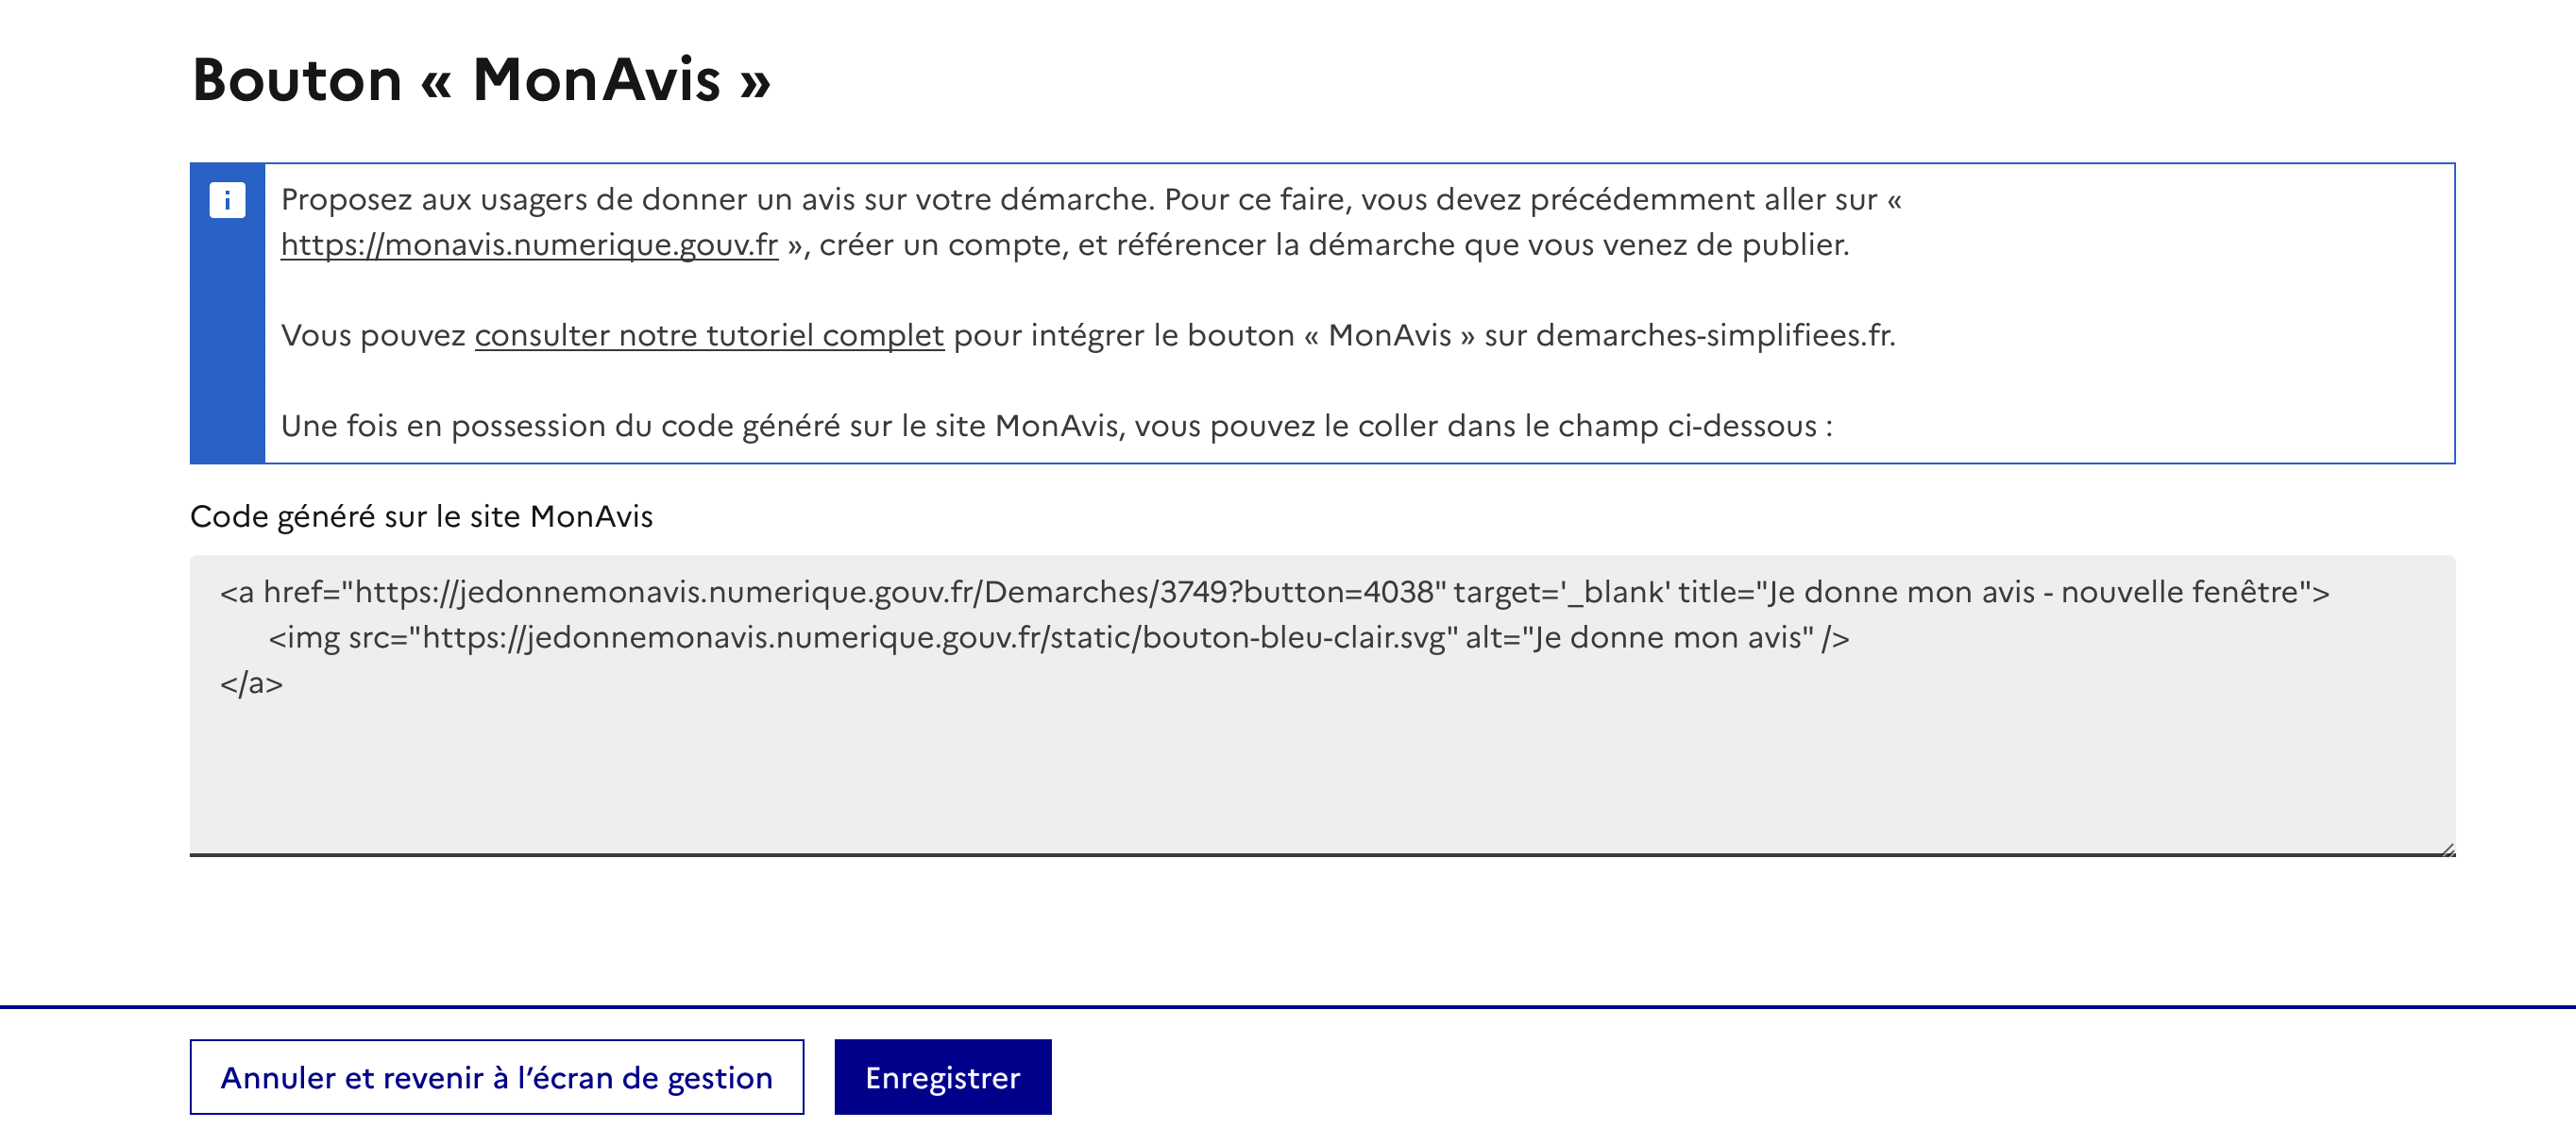 Bouton « MonAvis »
Proposez aux usagers de donner un avis sur votre démarche. Pour ce faire, vous devez précédemment aller sur «
https://monavis.numerique.gouv.fr », créer un compte, et référencer la démarche que vous venez de publier.
Vous pouvez consulter notre tutoriel complet pour intégrer le bouton « MonAvis » sur demarches-simplifiees.fr.
Une fois en possession du code généré sur le site MonAvis, vous pouvez le coller dans le champ ci-dessous :
Code généré sur le site MonAvis
<a href="https://jedonnemonavis.numerique.gouv.fr/Demarches/3749?button=4038" target='_blank' title="Je donne mon avis - nouvelle fenêtre">
<img src="https://jedonnemonavis.numerique.gouv.fr/static/bouton-bleu-clair.svg" alt="Je donne mon avis" />
</a>
Annuler et revenir à l’écran de gestion
Enregistrer